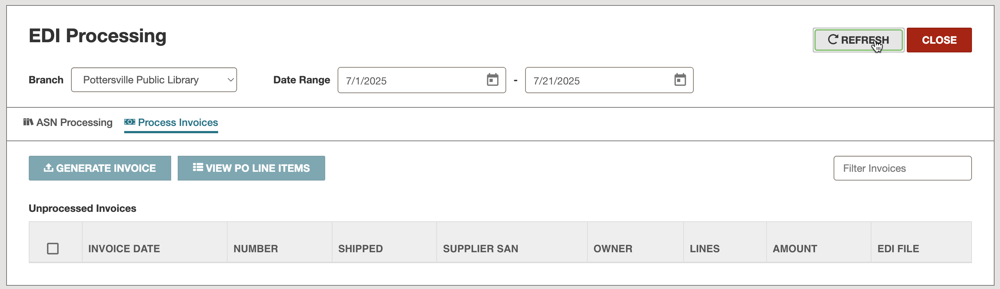 EDI Processing
REFRESH
CLOSE
Branch
Pottersville Public Library
Date Range
7/1/2025
-
7/21/2025
ASN Processing
Process Invoices
GENERATE INVOICE
VIEW PO LINE ITEMS
Filter Invoices
Unprocessed Invoices
INVOICE DATE
NUMBER
SHIPPED
SUPPLIER SAN
OWNER
LINES
AMOUNT
EDI FILE